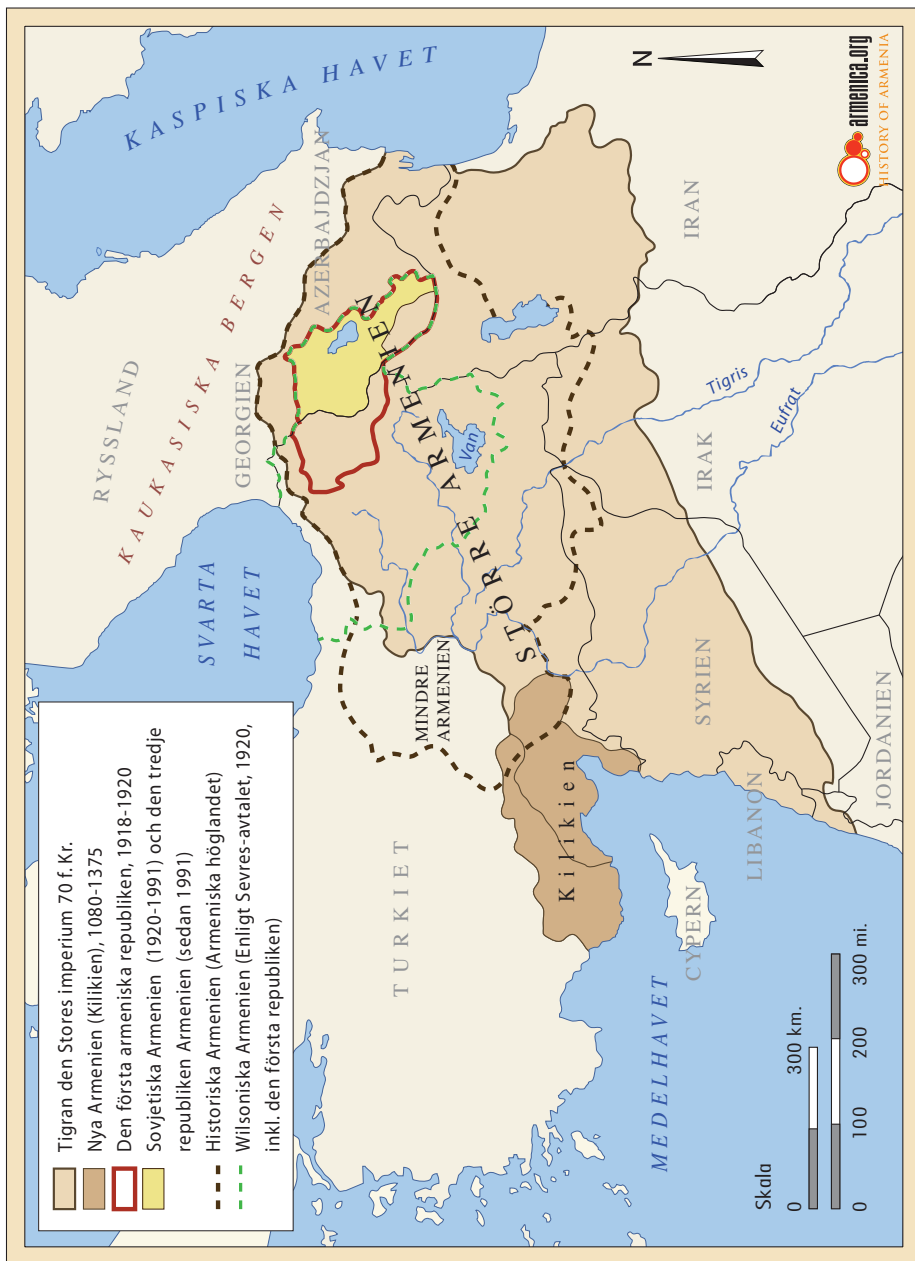 Tigran den Stores imperium 70 f.Kr.
Nya Armenien (Kilikien), 1080-1375
Den första armeniska republiken, 1918-1920
Sovjetiska Armenien (1920-1991) och den tredje
republiken Armenien (sedan 1991)
Historiska Armenien (Armeniska höglandet)
Wilsoniska Armenien (Enligt Sevres-avtalet, 1920,
inkl. den första republiken)
RYSSLAND
KAUKASISKA BERGEN
KASPISKA HAVET
SVARTA
HAVET
GEORGIEN
AZERBAJDZJAN
TURKIET
MINDRE
ARMENIEN
STÖRRE ARMENIEN
Van
Kilikien
CYPERN
MEDELHAVET
LIBANON
SYRIEN
JORDANIEN
IRAK
IRAN
Tigris
Eufrat
N
Skala
0 300 km.
0 100 200 300 mi.
armenica.org
HISTORY OF ARMENIA